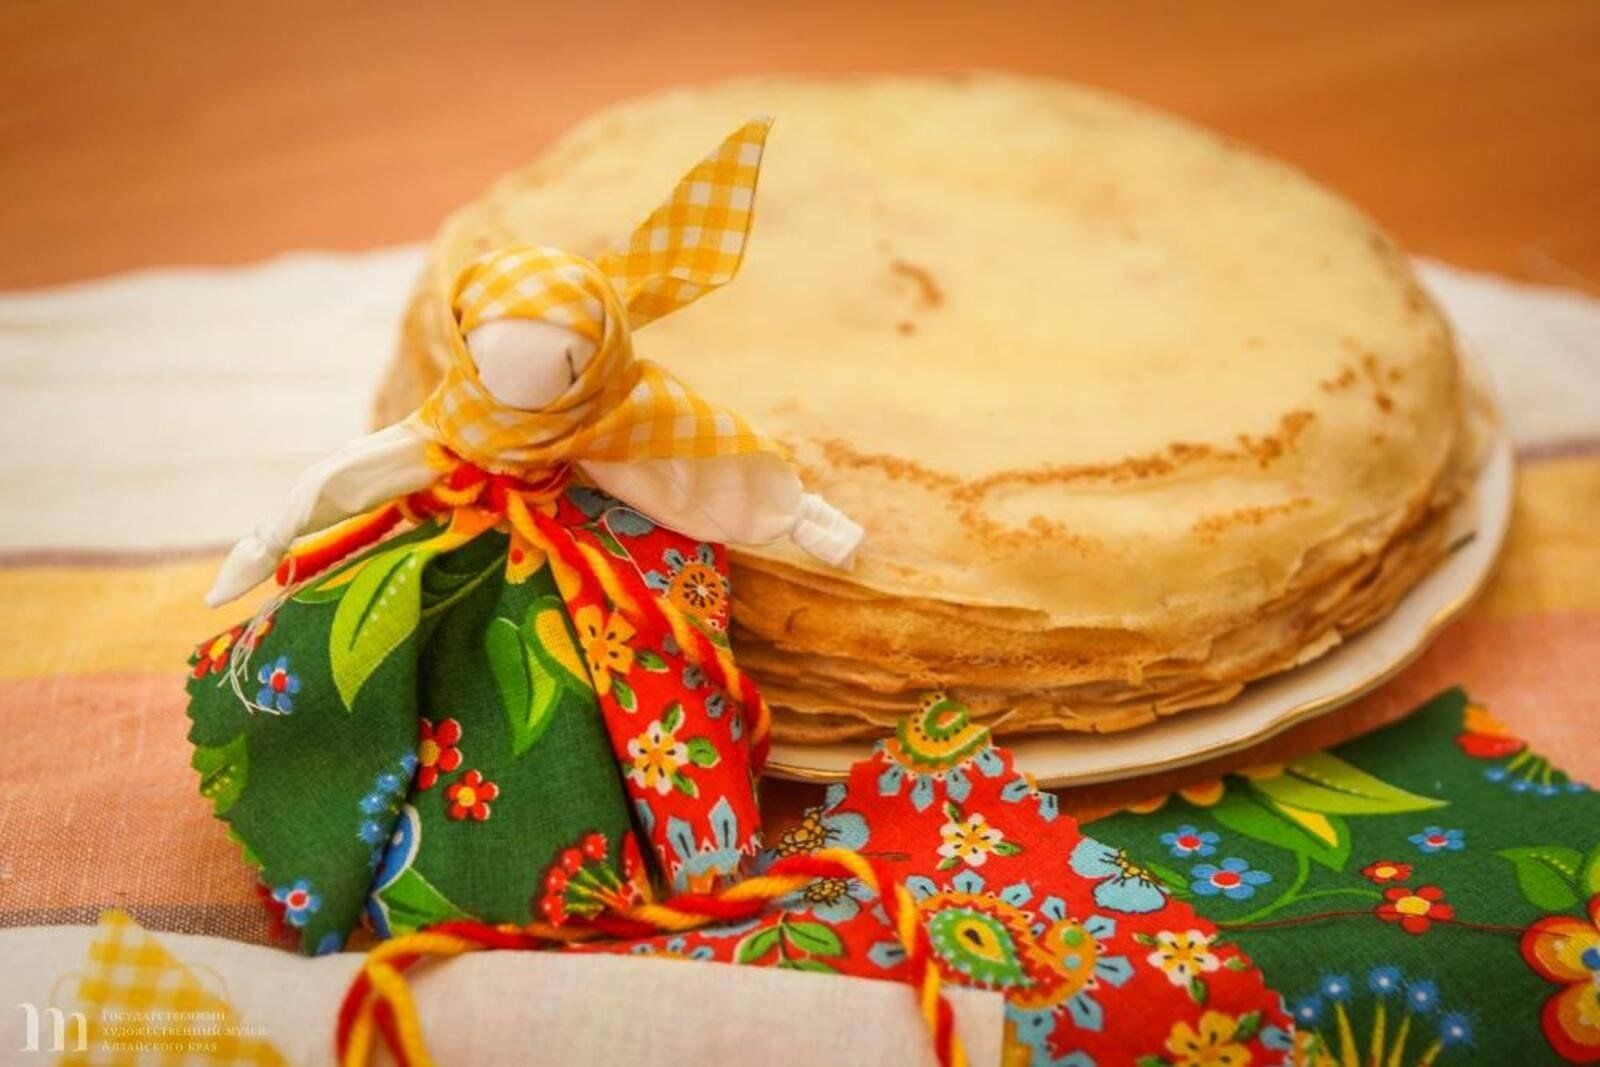 m Государственный
художественный музей
Алтайского края